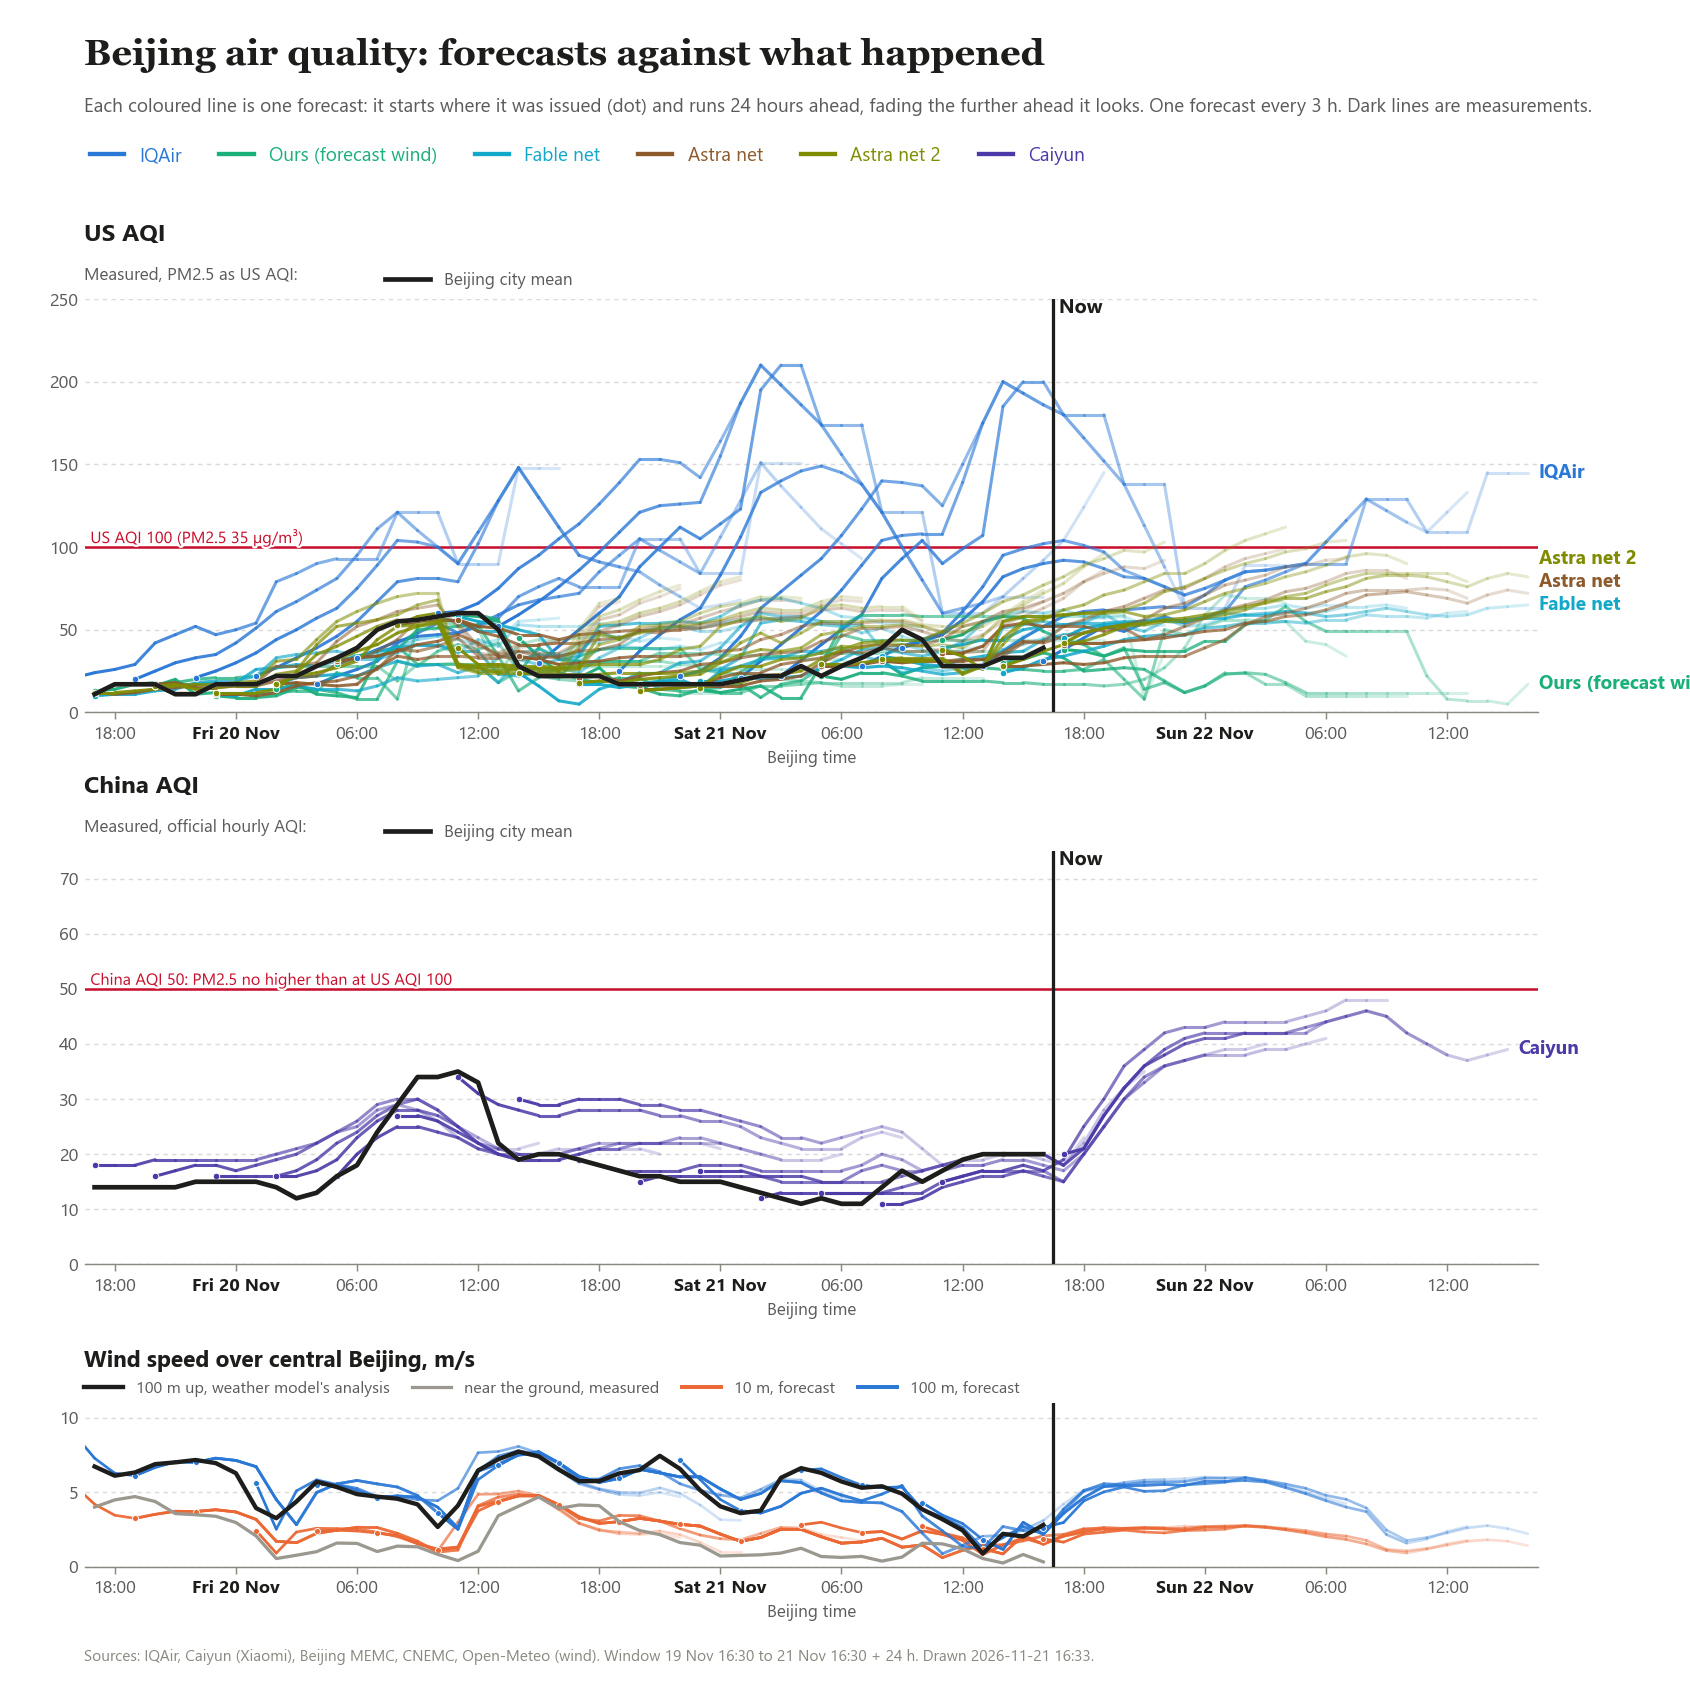 Beijing air quality: forecasts against what happened
Each coloured line is one forecast: it starts where it was issued (dot) and runs 24 hours ahead, fading the further ahead it looks. One forecast every 3 h. Dark lines are measurements.
IQAir Ours (forecast wind) Fable net Astra net Astra net 2 Caiyun
US AQI
Measured, PM2.5 as US AQI: Beijing city mean
250
Now
200
150
IQAir
US AQI 100 (PM2.5 35 µg/m³)
100
Astra net 2
Astra net
Fable net
50
Ours (forecast wi
0
18:00 Fri 20 Nov 06:00 12:00 18:00 Sat 21 Nov 06:00 12:00 18:00 Sun 22 Nov 06:00 12:00
Beijing time
China AQI
Measured, official hourly AQI: Beijing city mean
Now
70
60
China AQI 50: PM2.5 no higher than at US AQI 100
50
40
Caiyun
30
20
10
0
18:00 Fri 20 Nov 06:00 12:00 18:00 Sat 21 Nov 06:00 12:00 18:00 Sun 22 Nov 06:00 12:00
Beijing time
Wind speed over central Beijing, m/s
100 m up, weather model's analysis near the ground, measured 10 m, forecast 100 m, forecast
10
5
0
18:00 Fri 20 Nov 06:00 12:00 18:00 Sat 21 Nov 06:00 12:00 18:00 Sun 22 Nov 06:00 12:00
Beijing time
Sources: IQAir, Caiyun (Xiaomi), Beijing MEMC, CNEMC, Open-Meteo (wind). Window 19 Nov 16:30 to 21 Nov 16:30 + 24 h. Drawn 2026-11-21 16:33.